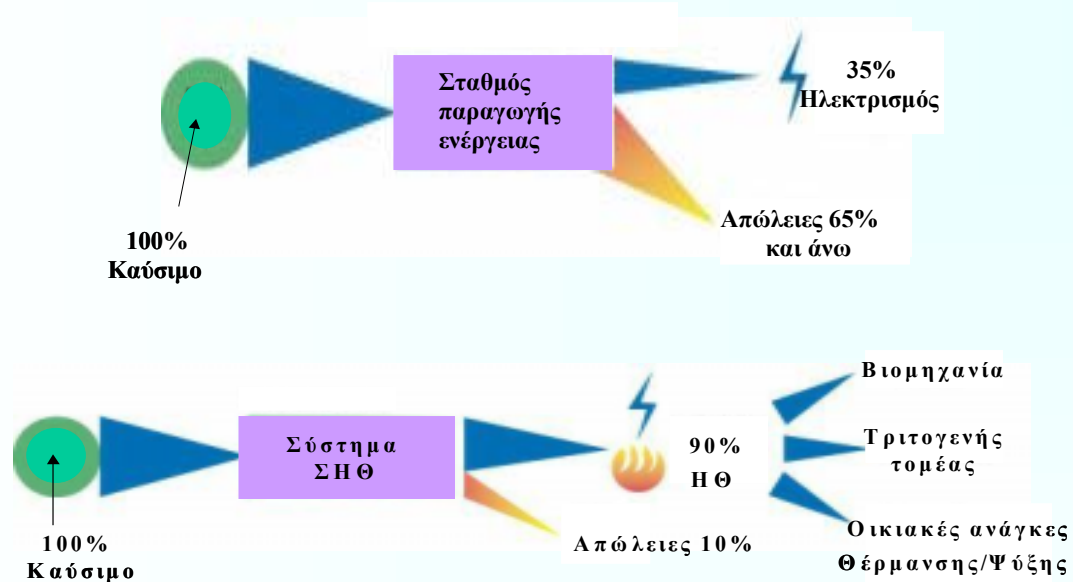 Σταθμός
παραγωγής
ενέργειας
35%
Ηλεκτρισμός
Απώλειες 65%
και άνω
100%
Καύσιμο
Σύστημα
ΣΗΘ
90%
ΗΘ
Βιομηχανία
Τριτογενής
τομέας
Οικιακές ανάγκες
Θέρμανσης/Ψύξης
Απώλειες 10%
100%
Καύσιμο